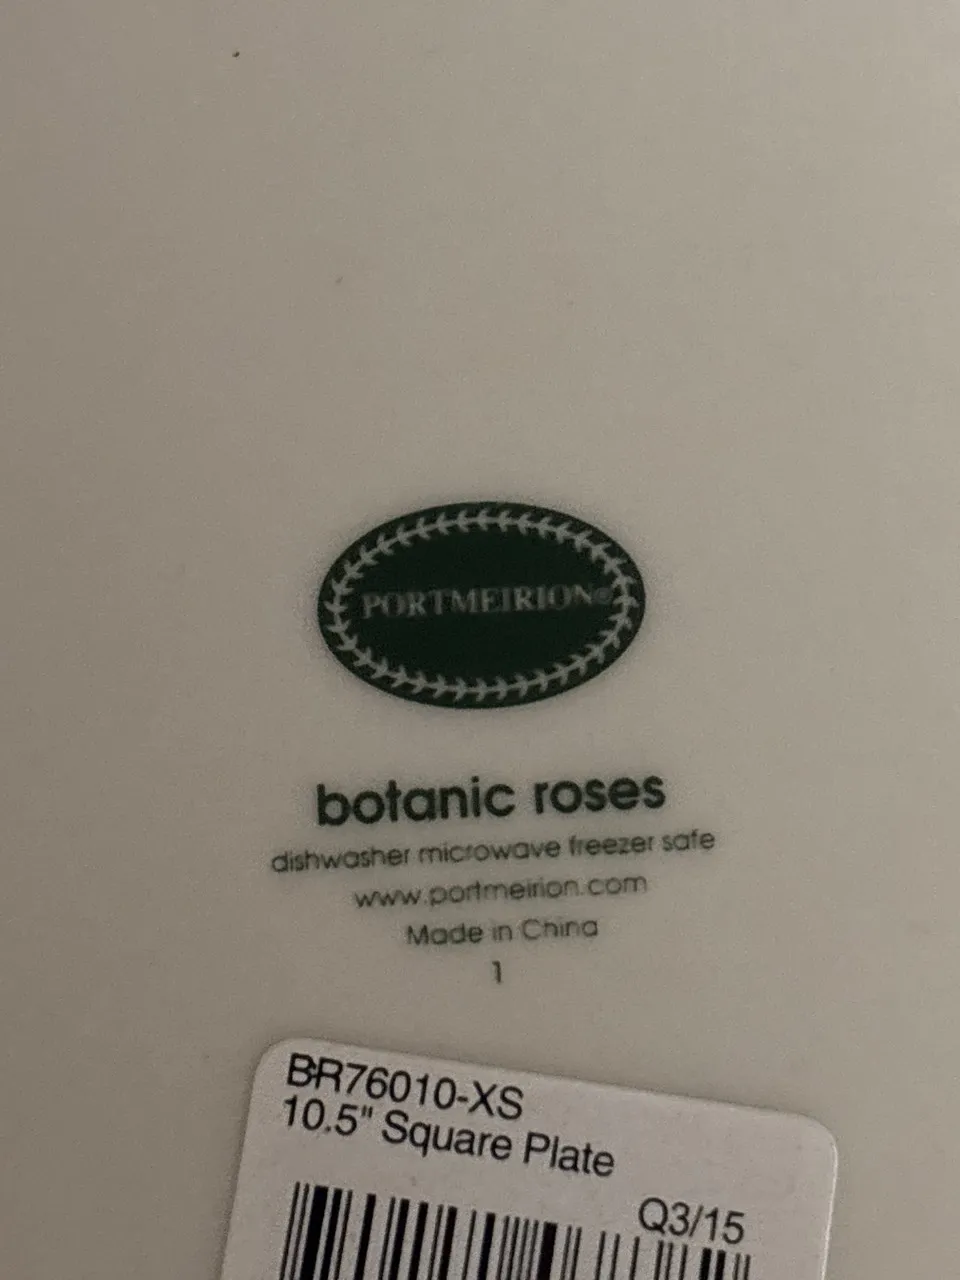 PORTMEIRION®
botanic roses
dishwasher microwave freezer safe
www.portmeirion.com
Made in China
1
BR76010-XS
10.5" Square Plate
Q3/15